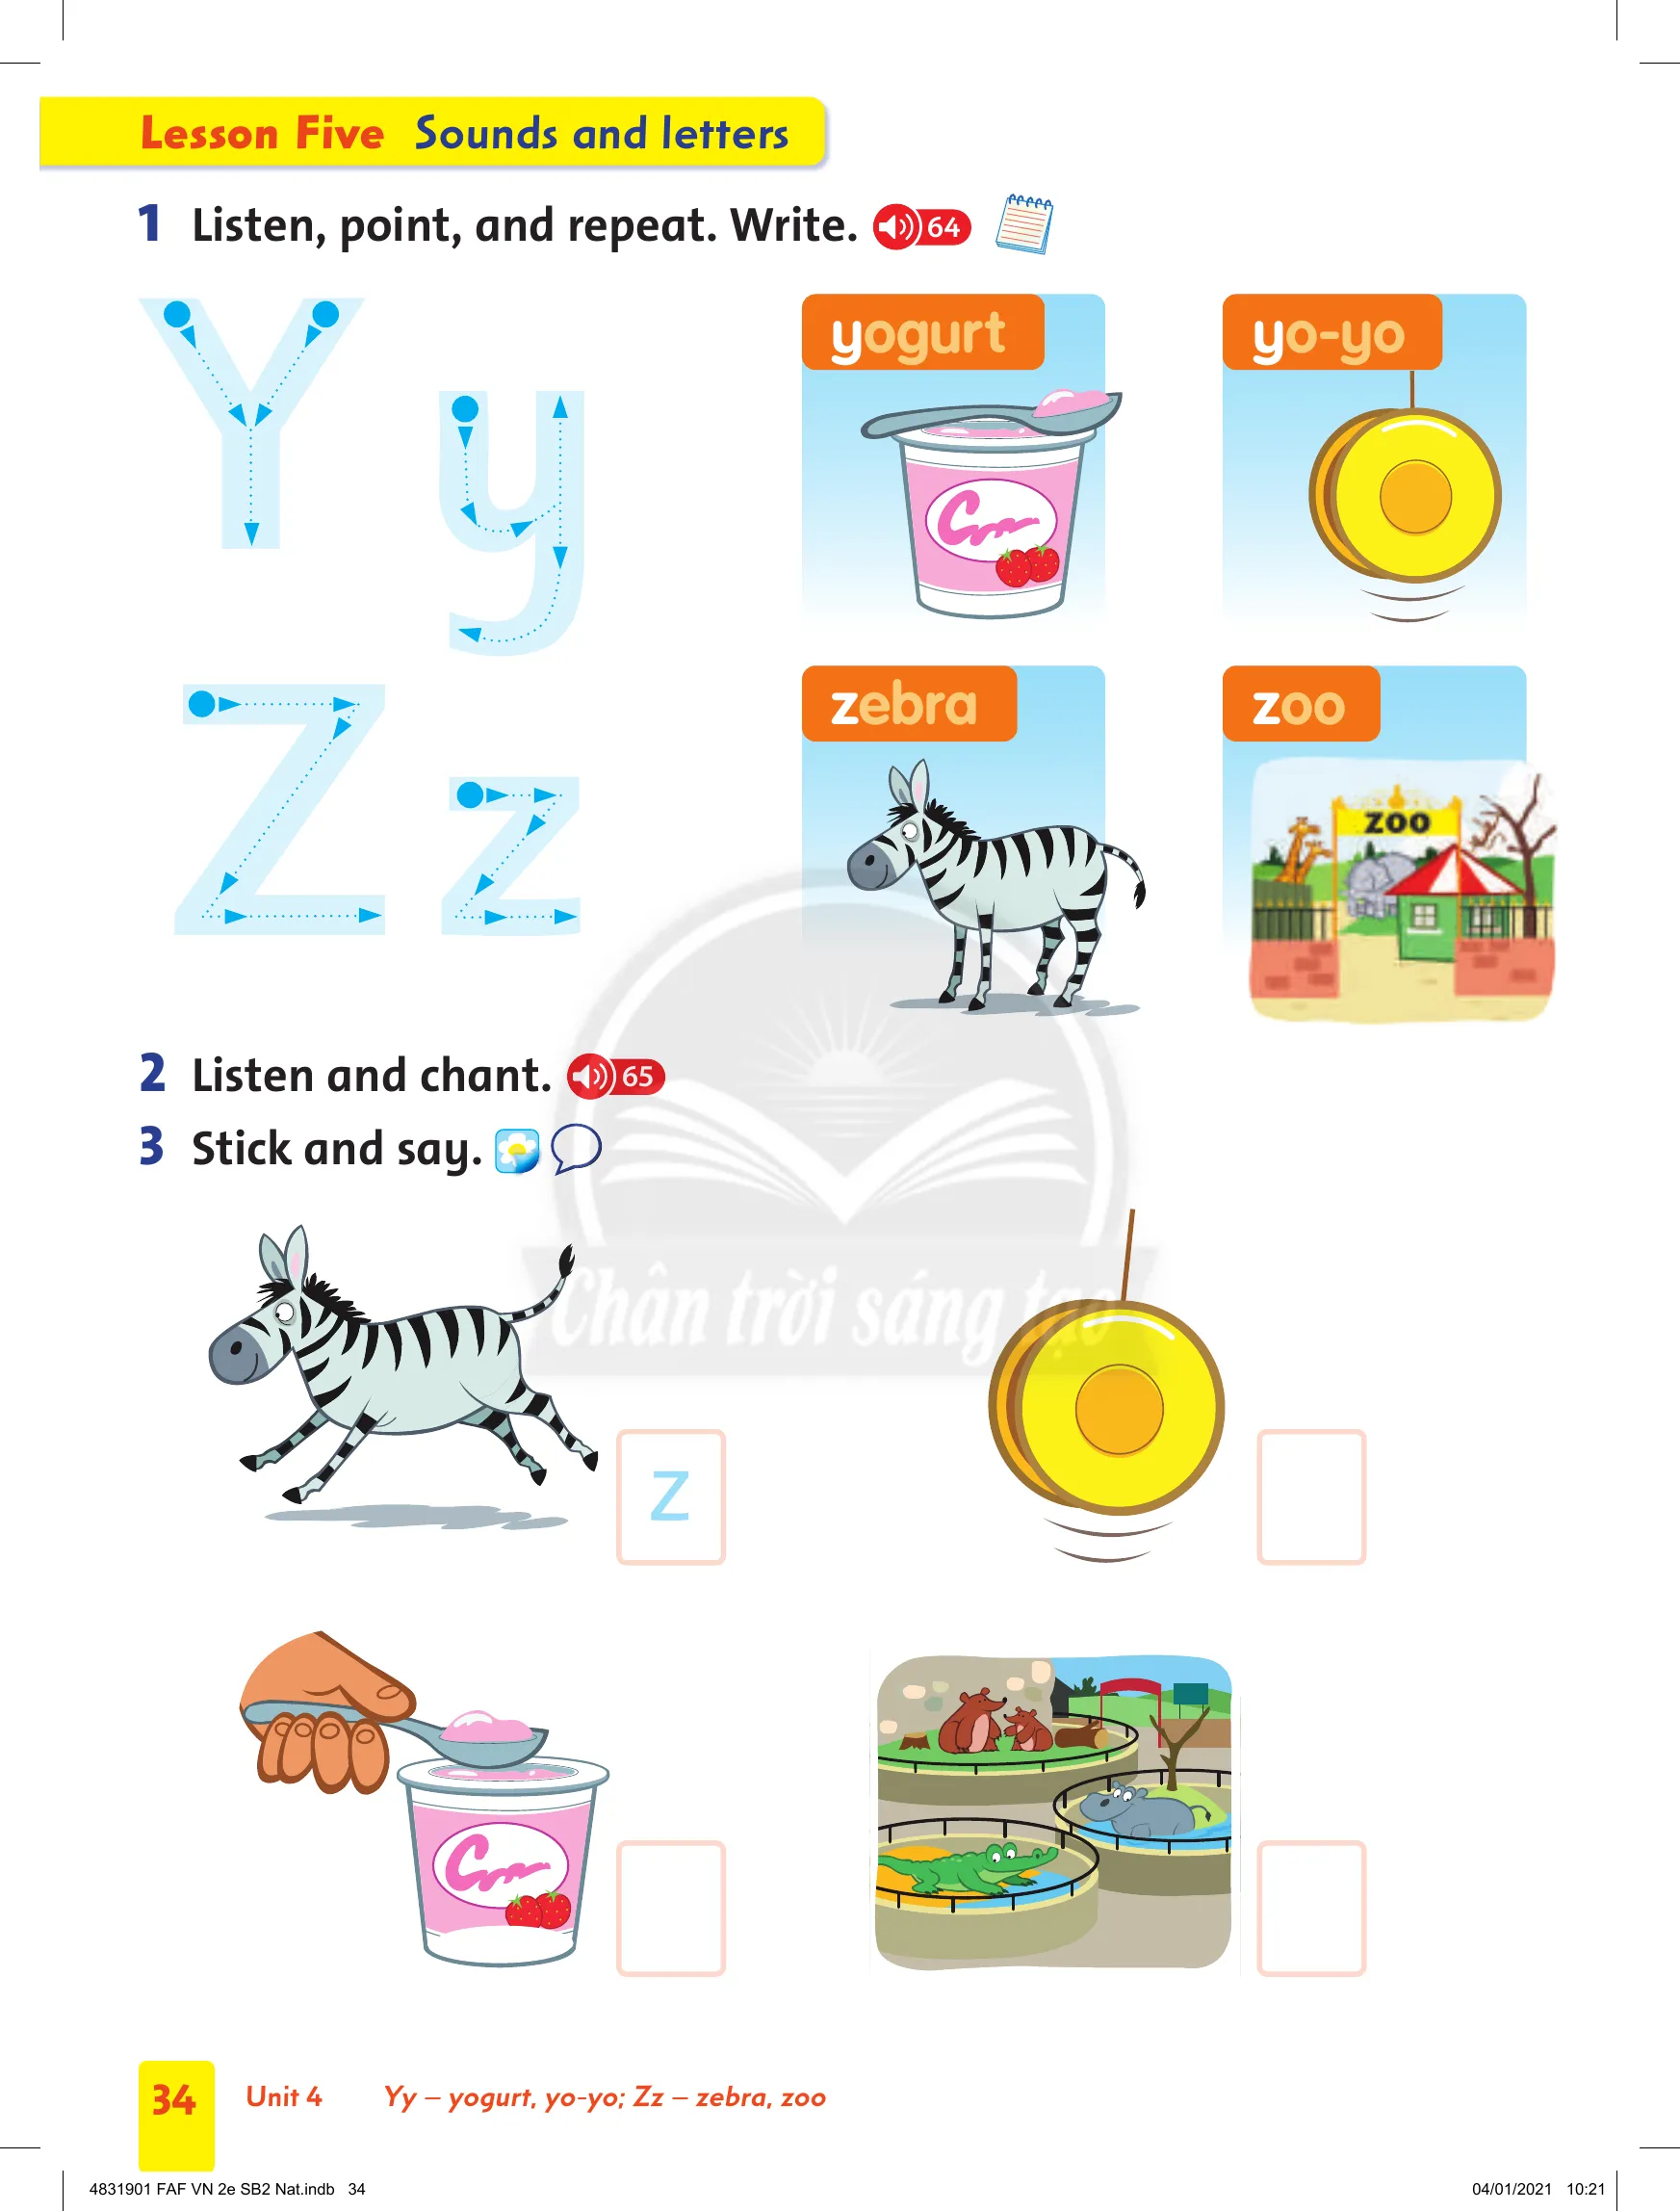 Lesson Five Sounds and letters
1 Listen, point, and repeat. Write. 64
Y y
yogurt
yo-yo
Z z
zebra
zoo
ZOO
2 Listen and chant. 65
3 Stick and say.
Chân trời sáng tạo
z
34 Unit 4 Yy – yogurt, yo-yo; Zz – zebra, zoo
4831901 FAF VN 2e SB2 Nat.indb 34
04/01/2021 10:21